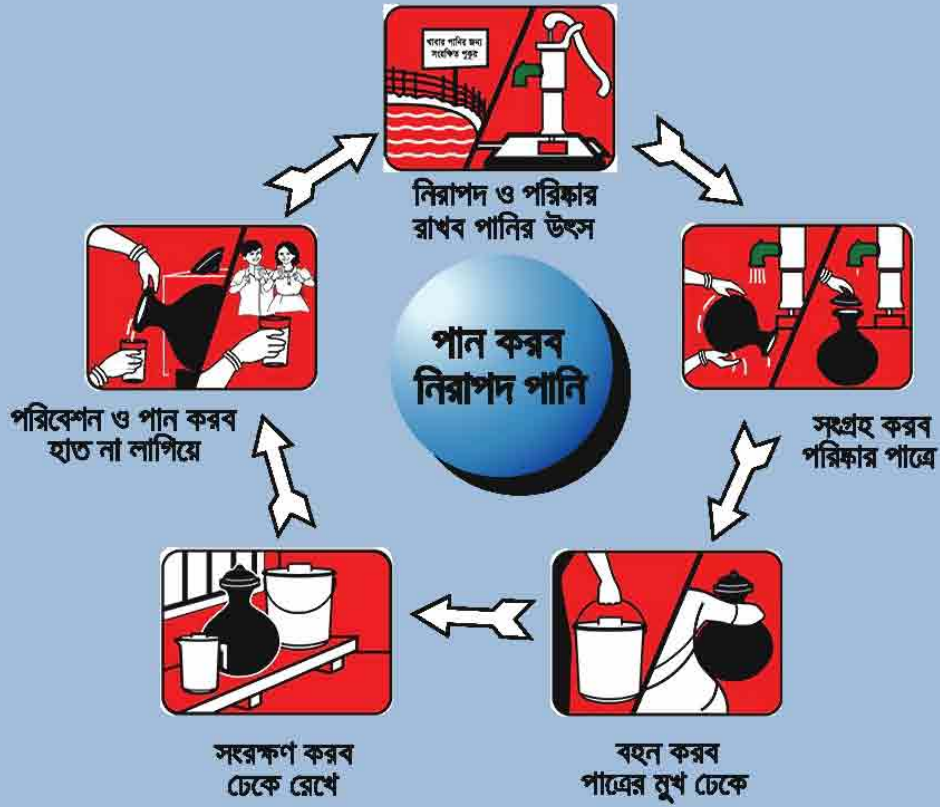 খাবার পানির জন্য
সংরক্ষিত পুকুর
নিরাপদ ও পরিষ্কার
রাখব পানির উৎস
পান করব
নিরাপদ পানি
সংগ্রহ করব
পরিষ্কার পাত্রে
বহন করব
পাত্রের মুখ ঢেকে
সংরক্ষণ করব
ঢেকে রেখে
পরিবেশন ও পান করব
হাত না লাগিয়ে